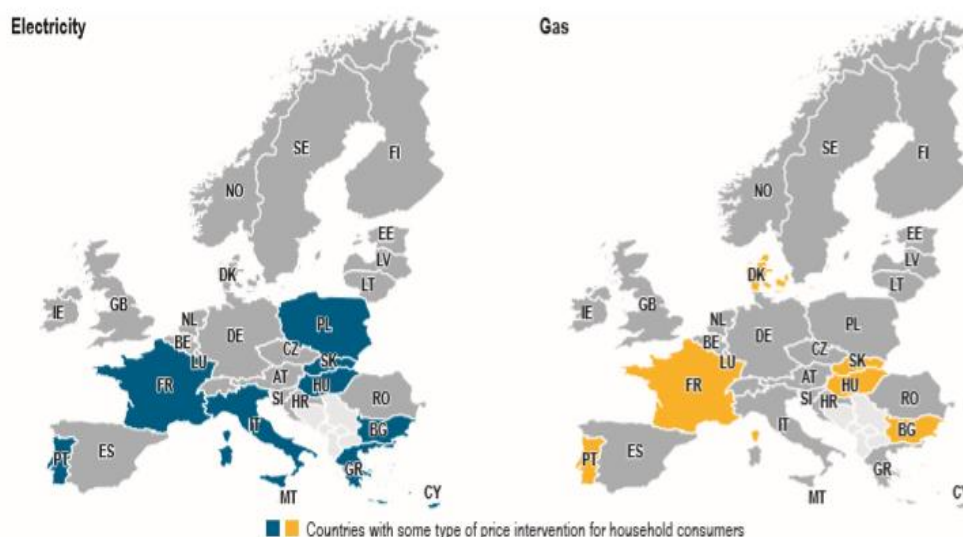 Electricity
Gas
SE
FI
NO
EE
LV
DK
LT
IE
GB
NL
PL
BE
DE
LU
CZ
SK
FR
AT
HU
SI
HR
RO
IT
BG
PT
ES
GR
MT
CY
SE
FI
NO
EE
LV
DK
LT
IE
GB
NL
PL
BE
DE
LU
CZ
SK
FR
AT
HU
SI
HR
RO
IT
BG
PT
ES
GR
MT
CY
Countries with some type of price intervention for household consumers